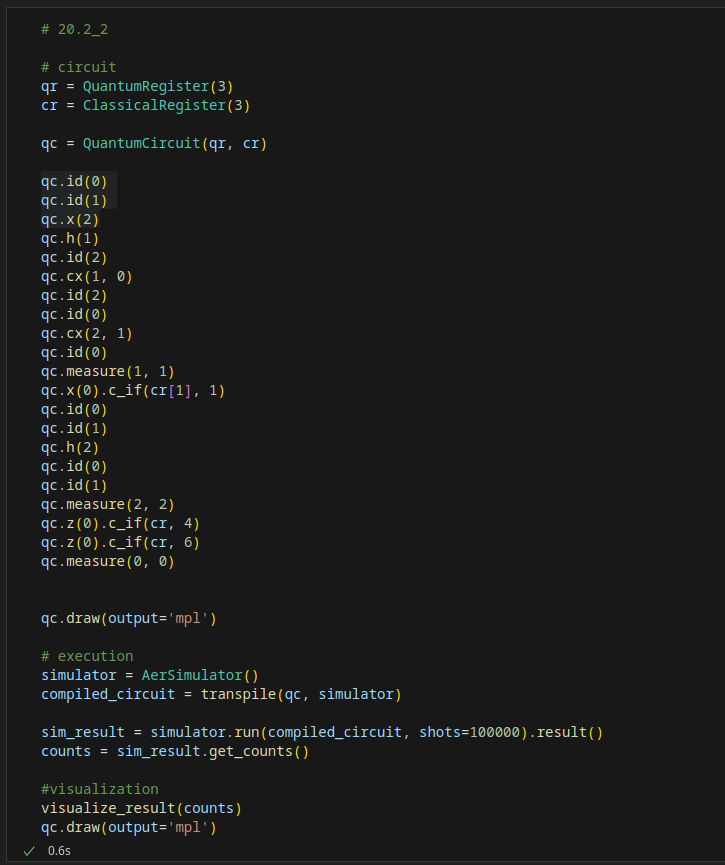 # 20.2_2
# circuit
qr = QuantumRegister(3)
cr = ClassicalRegister(3)
qc = QuantumCircuit(qr, cr)
qc.id(0)
qc.id(1)
qc.x(2)
qc.h(1)
qc.id(2)
qc.cx(1, 0)
qc.id(2)
qc.id(0)
qc.cx(2, 1)
qc.id(0)
qc.measure(1, 1)
qc.x(0).c_if(cr[1], 1)
qc.id(0)
qc.id(1)
qc.h(2)
qc.id(0)
qc.id(1)
qc.measure(2, 2)
qc.z(0).c_if(cr, 4)
qc.z(0).c_if(cr, 6)
qc.measure(0, 0)
qc.draw(output='mpl')
# execution
simulator = AerSimulator()
compiled_circuit = transpile(qc, simulator)
sim_result = simulator.run(compiled_circuit, shots=100000).result()
counts = sim_result.get_counts()
#visualization
visualize_result(counts)
qc.draw(output='mpl')
0.6s